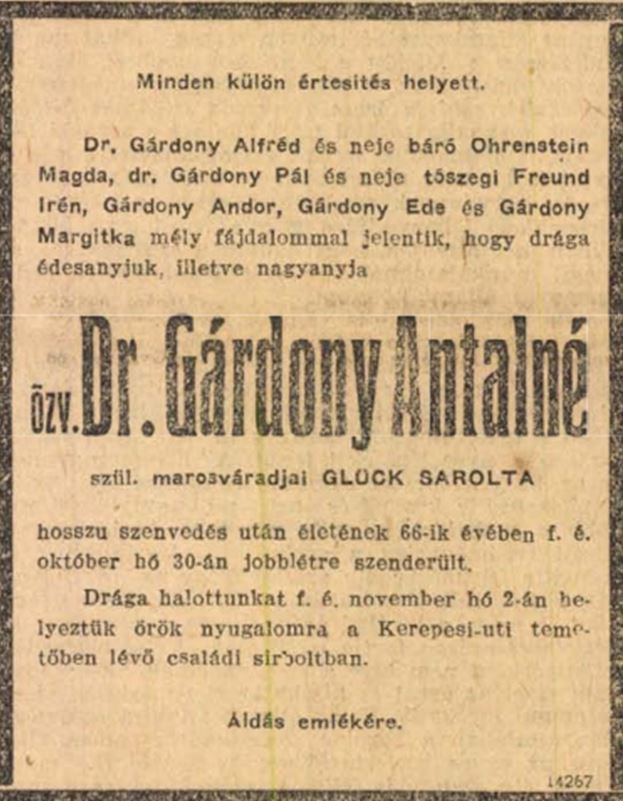 Minden külön értesités helyett.
Dr. Gárdony Alfréd és neje báró Ohrenstein
Magda, dr. Gárdony Pál és neje tószegi Freund
Irén, Gárdony Andor, Gárdony Ede és Gárdony
Margitka mély fájdalommal jelentik, hogy drága
édesanyjuk, illetve nagyanyja
özv. Dr. Gárdony Antalné
szül. marosváradjai GLÜCK SAROLTA
hosszu szenvedés után életének 66-ik évében f. é.
október hó 30-án jobblétre szenderült.
Drága halottunkat f. é. november hó 2-án he-
lyeztük örök nyugalomra a Kerepesi-uti teme-
tőben lévő családi sirboltban.
Áldás emlékére.
14267